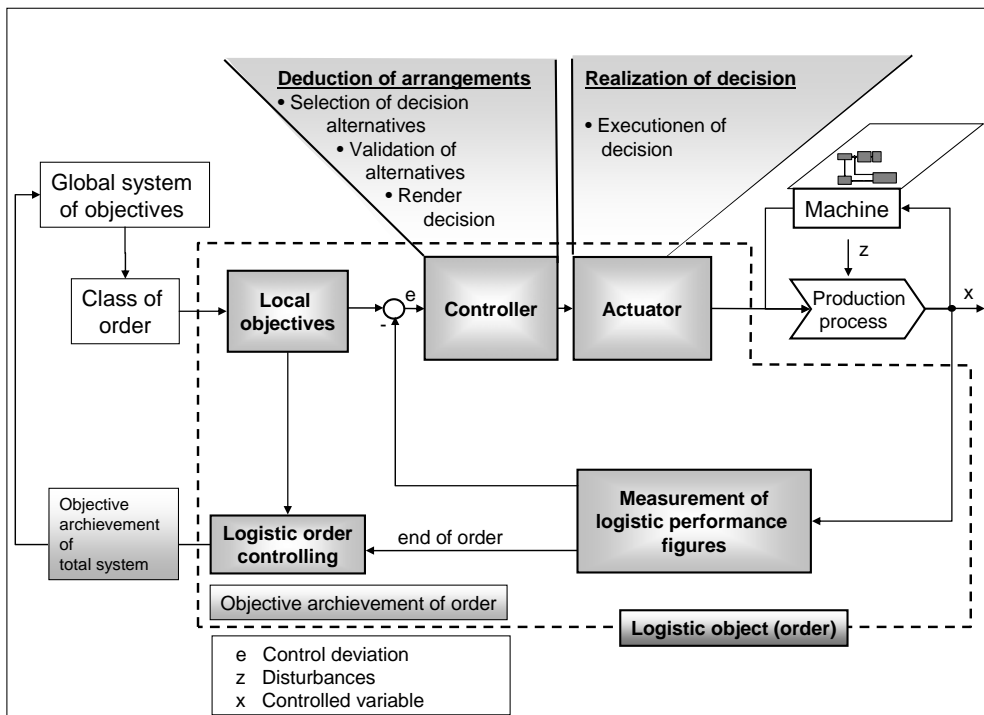 Deduction of arrangements
• Selection of decision
alternatives
• Validation of
alternatives
• Render
decision
Realization of decision
• Executionen of
decision
Global system
of objectives
Machine
z
Class of
order
Local
objectives
e
-
Controller
Actuator
Production
process
x
Objective
archievement
of
total system
Logistic order
controlling
end of order
Measurement of
logistic performance
figures
Objective archievement of order
Logistic object (order)
e Control deviation
z Disturbances
x Controlled variable